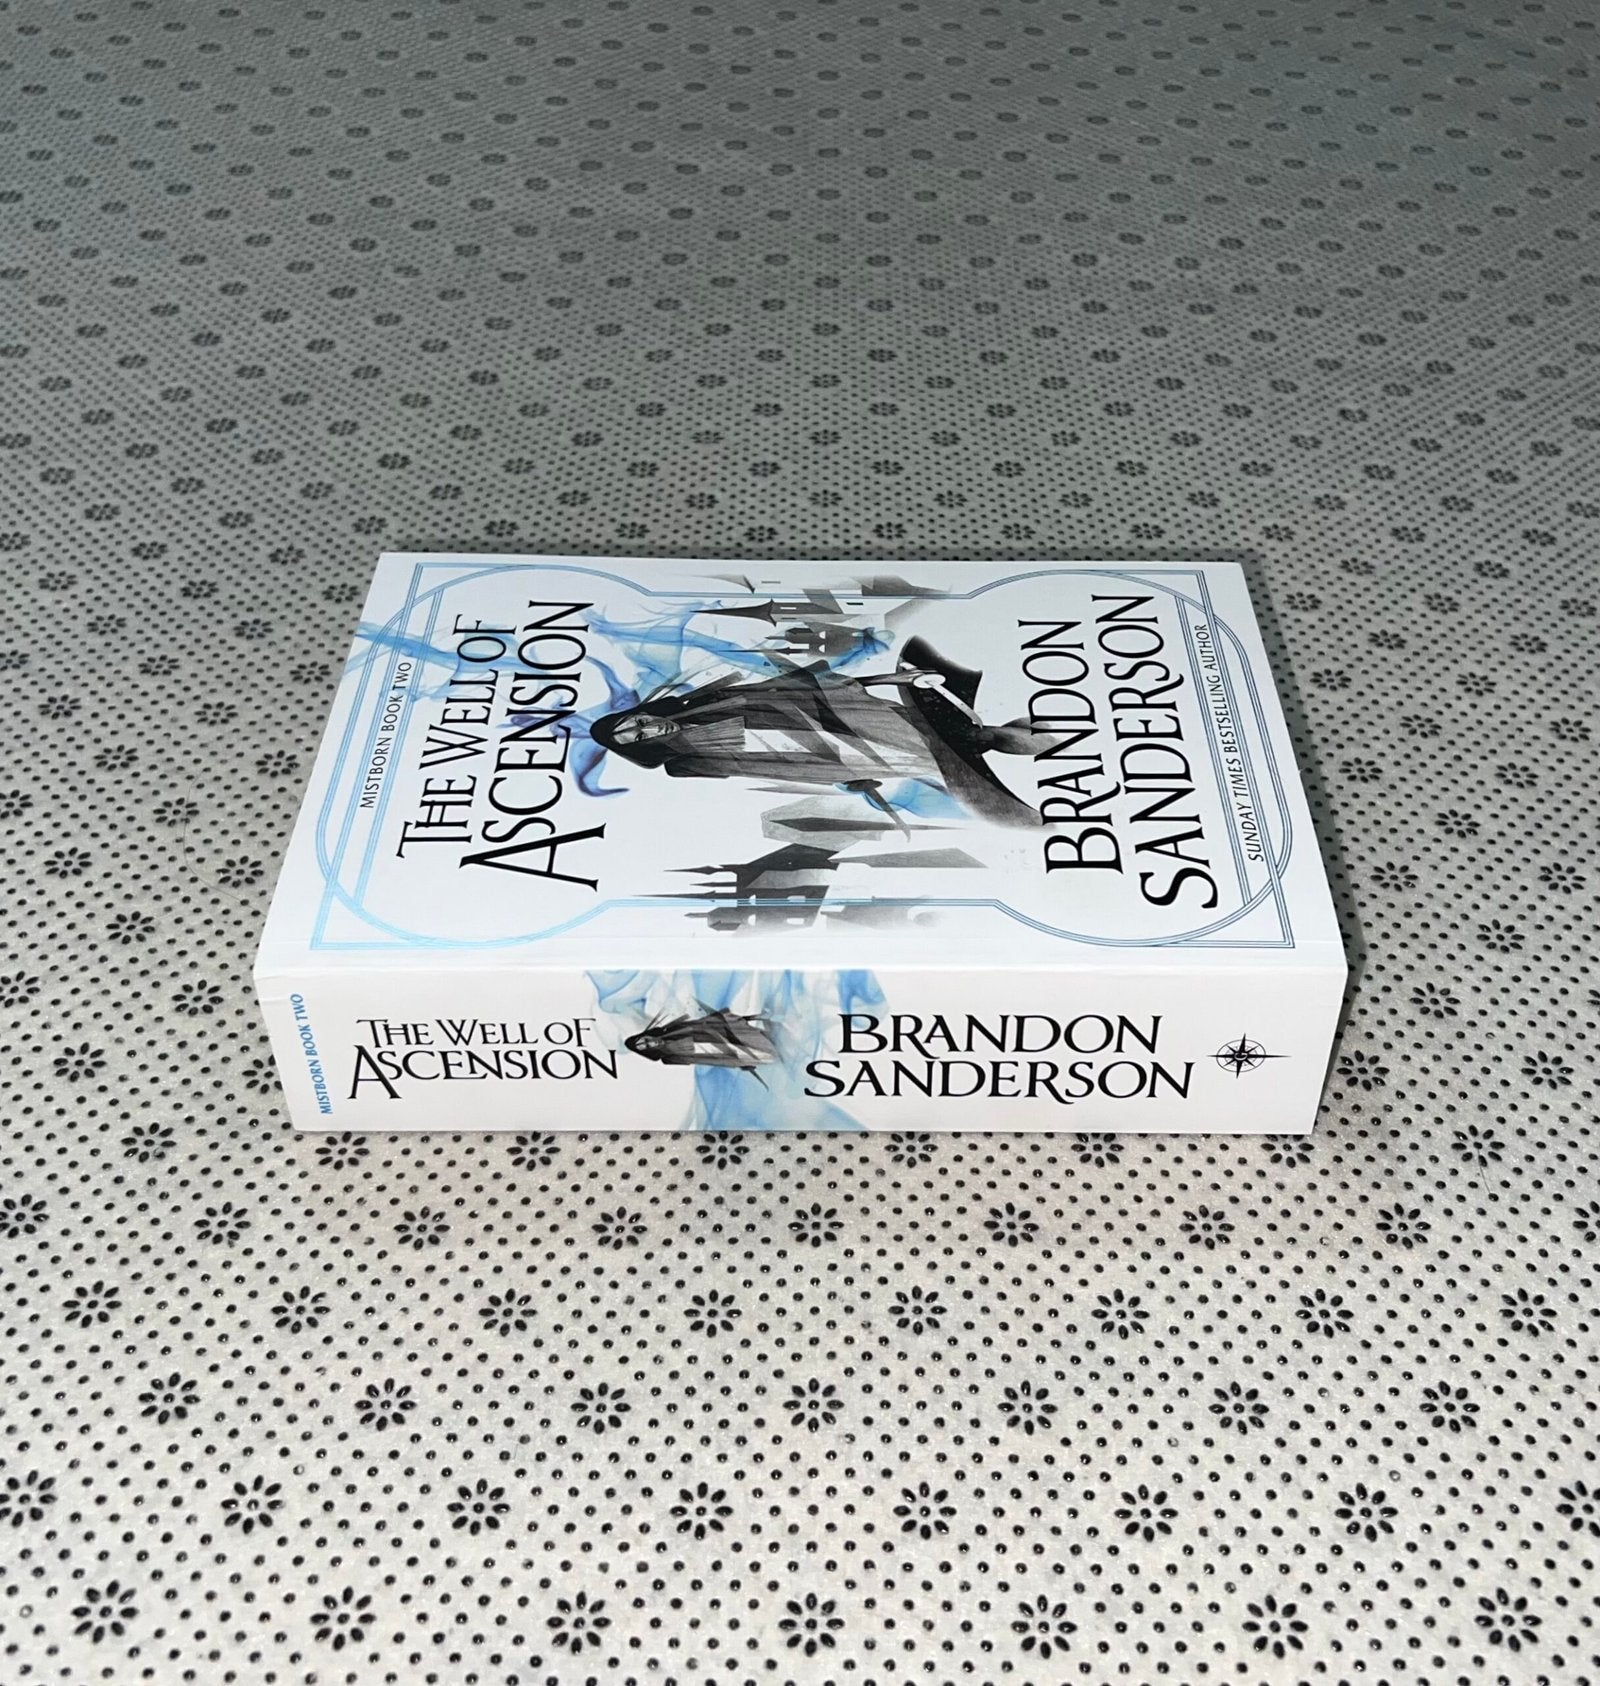 MISTBORN BOOK TWO
THE WELL OF
ASCENSION
BRANDON
SANDERSON
SUNDAY TIMES BESTSELLING AUTHOR
MISTBORN BOOK TWO
THE WELL OF
ASCENSION
BRANDON
SANDERSON